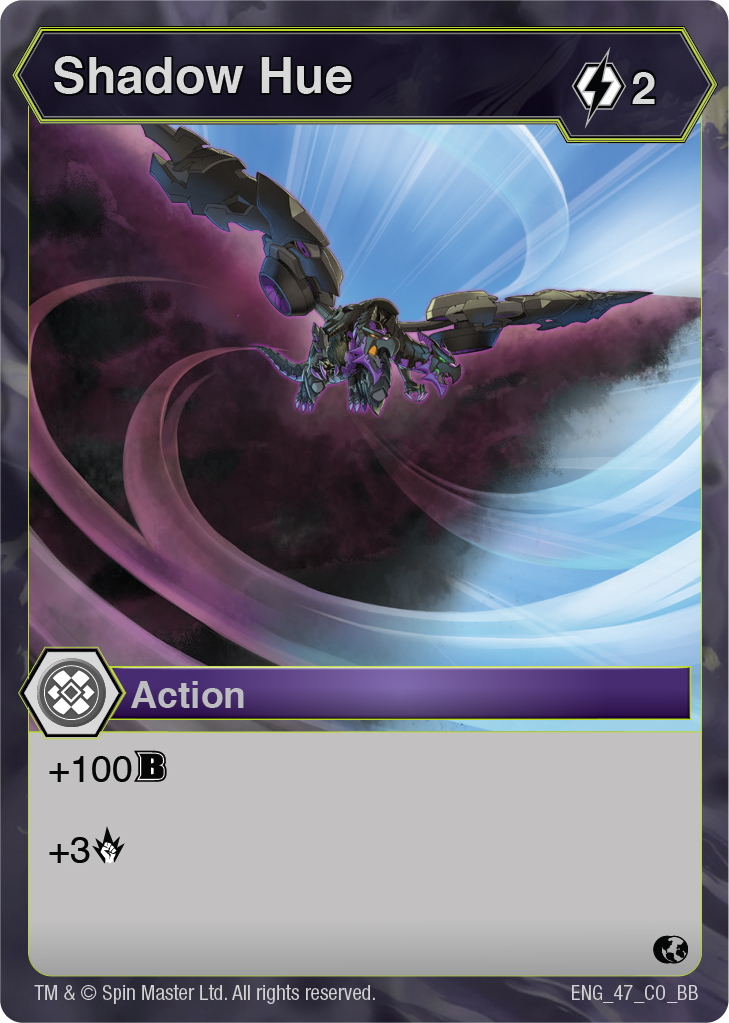 Shadow Hue
2
Action
+100B
+3
TM & © Spin Master Ltd. All rights reserved.
ENG_47_CO_BB